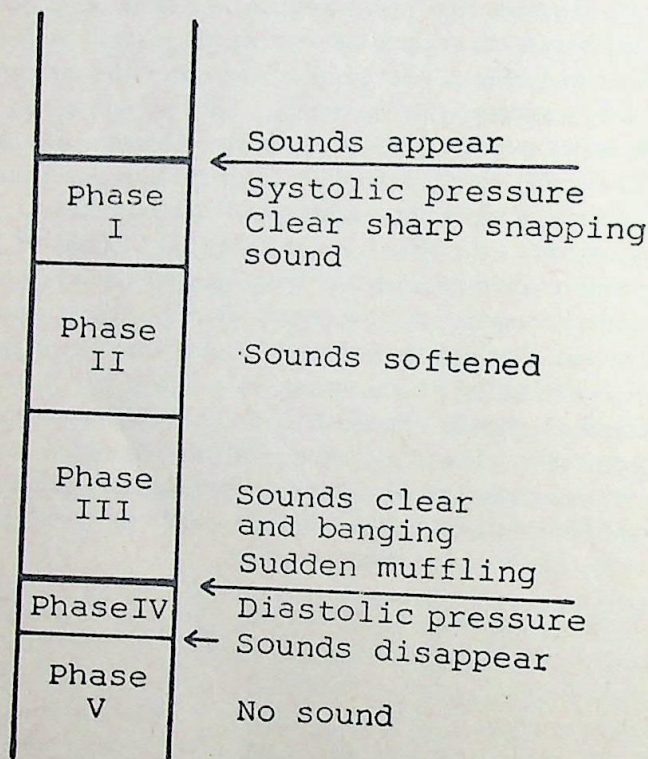 Sounds appear
Phase
I
Systolic pressure
Clear sharp snapping
sound
Phase
II
Sounds softened
Phase
III
Sounds clear
and banging
Sudden muffling
Phase IV
Diastolic pressure
Sounds disappear
Phase
V
No sound